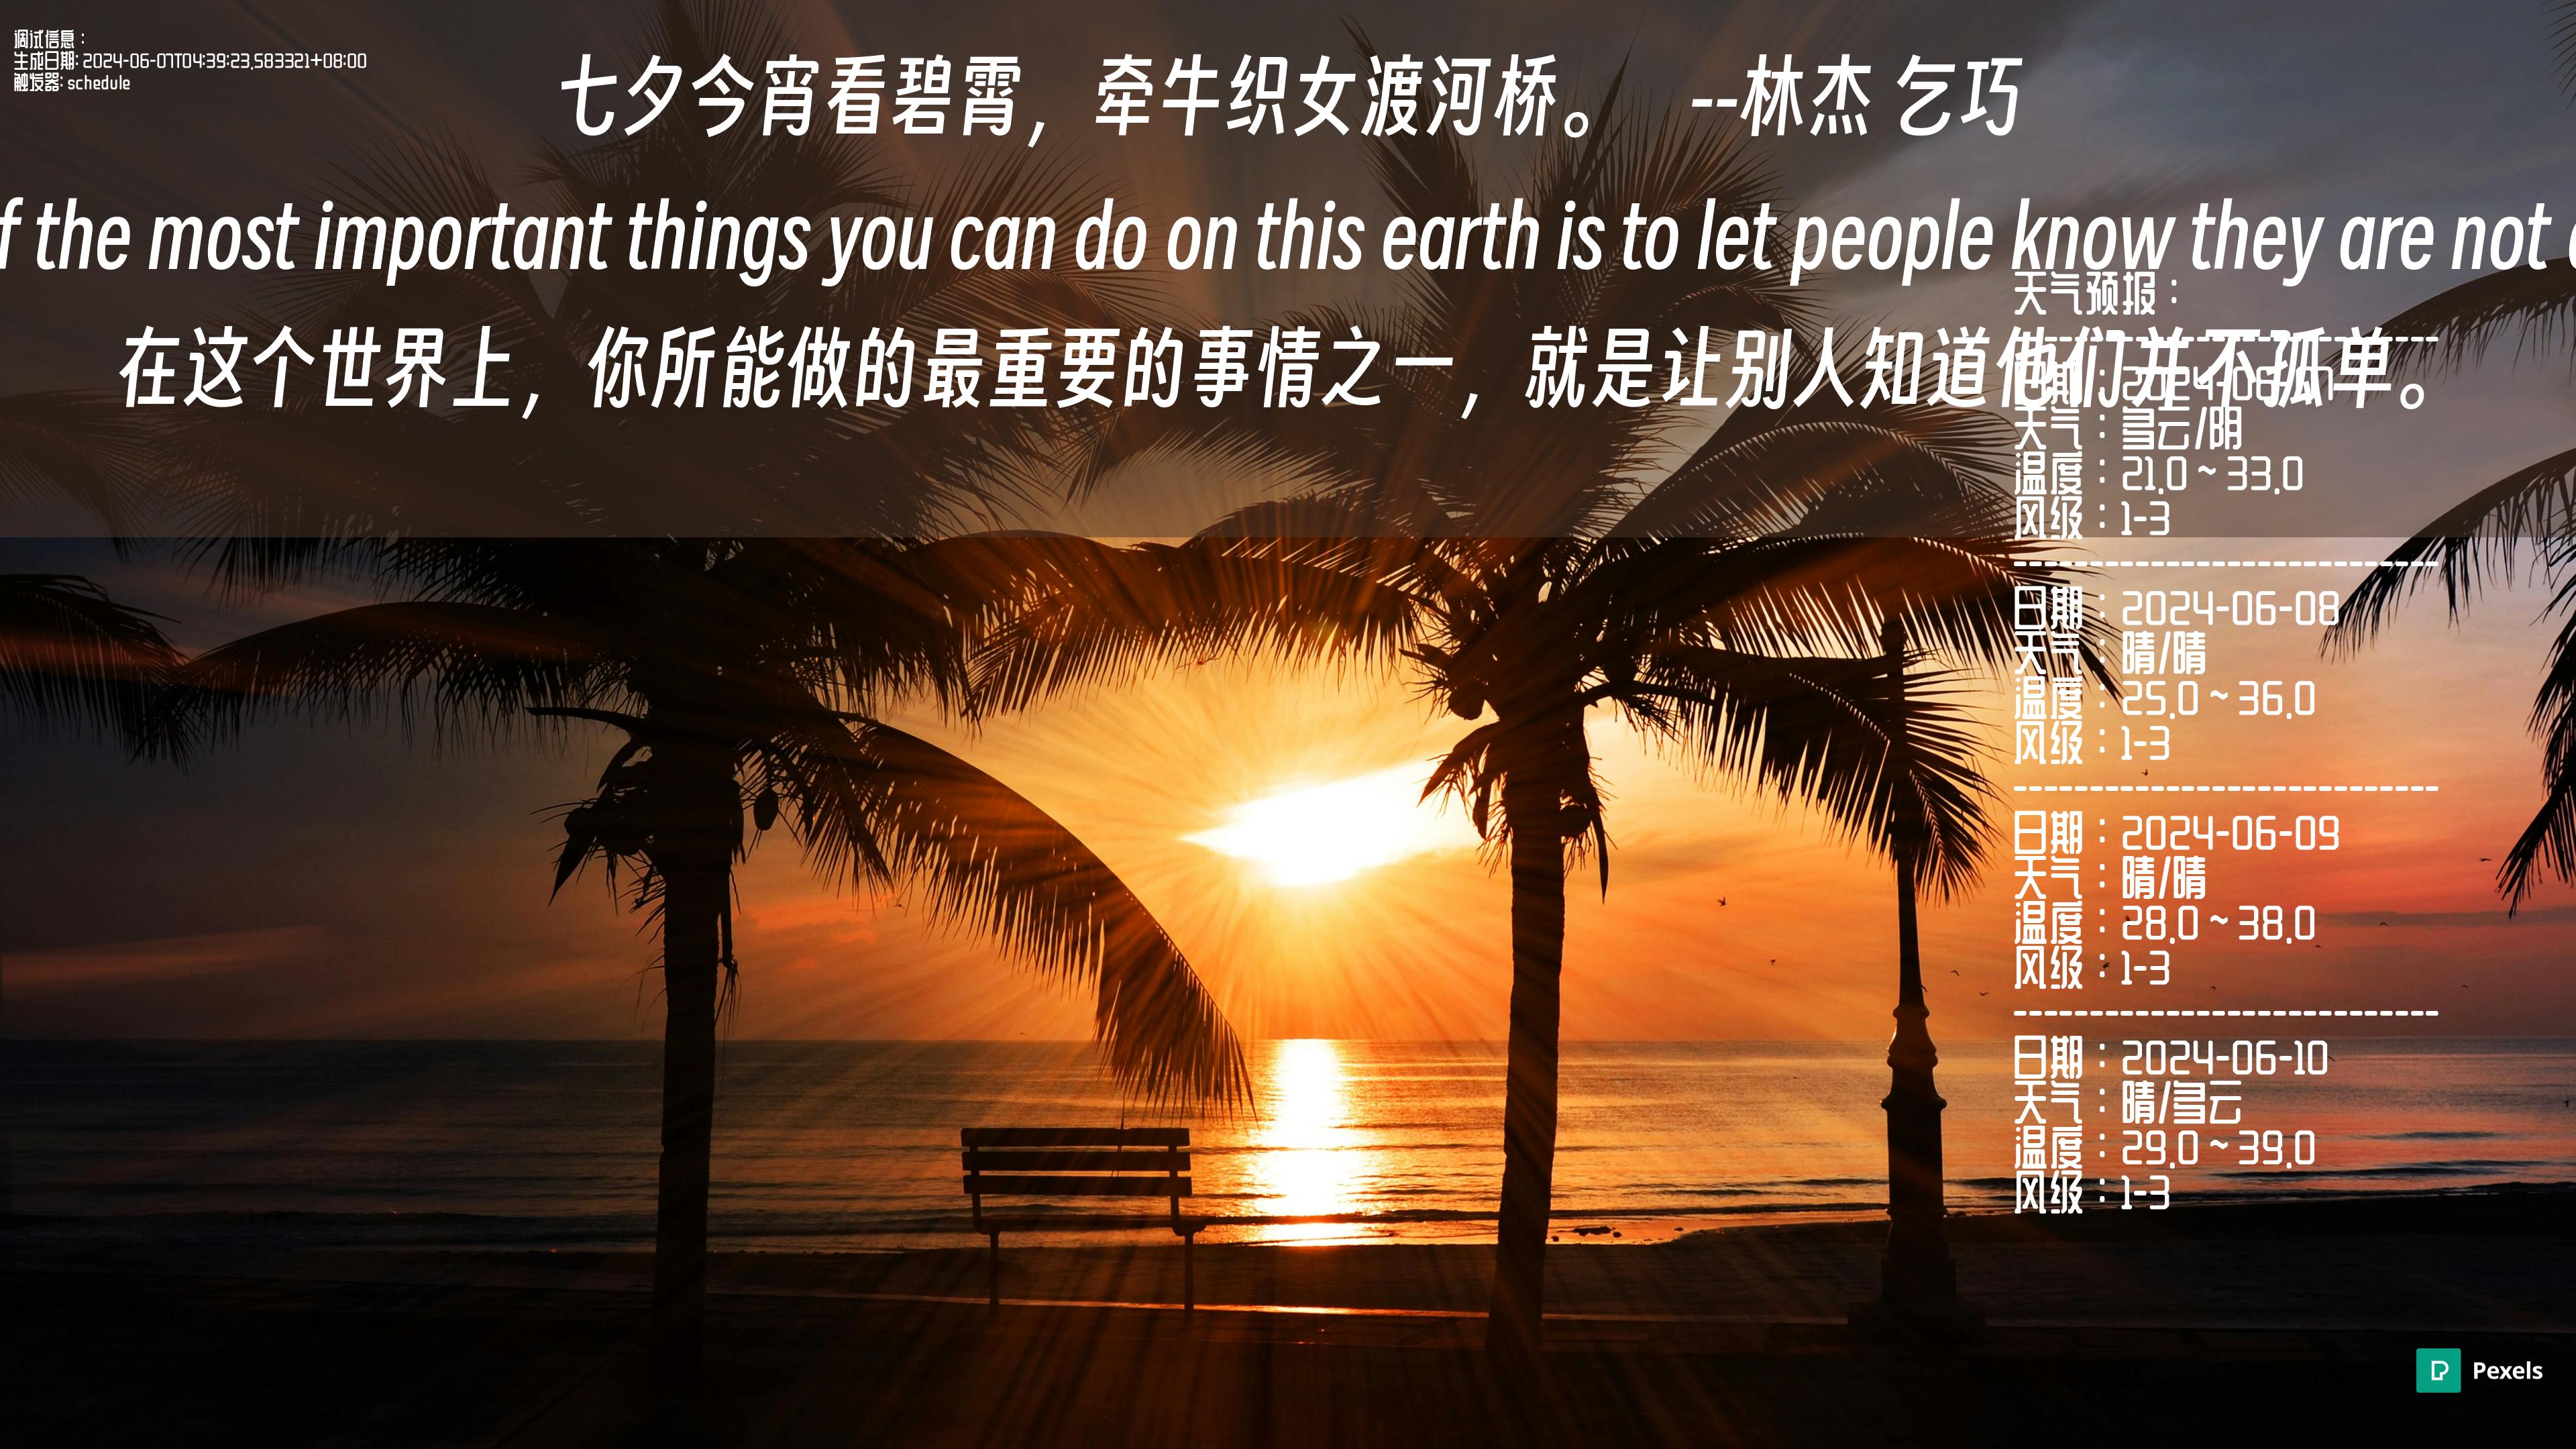 调试信息：
生成日期: 2024-06-07T04:39:23.583321+08:00
触发器: schedule
七夕今宵看碧霄，牵牛织女渡河桥。 --林杰 乞巧
f the most important things you can do on this earth is to let people know they are not
在这个世界上，你所能做的最重要的事情之一，就是让别人知道他们并不孤单。
天气预报：
----------------------------
日期：2024-06-07
天气：多云/阴
温度：21.0 ~ 33.0
风级：1-3
----------------------------
日期：2024-06-08
天气：晴/晴
温度：25.0 ~ 36.0
风级：1-3
----------------------------
日期：2024-06-09
天气：晴/晴
温度：28.0 ~ 38.0
风级：1-3
----------------------------
日期：2024-06-10
天气：晴/多云
温度：29.0 ~ 39.0
风级：1-3
Pexels